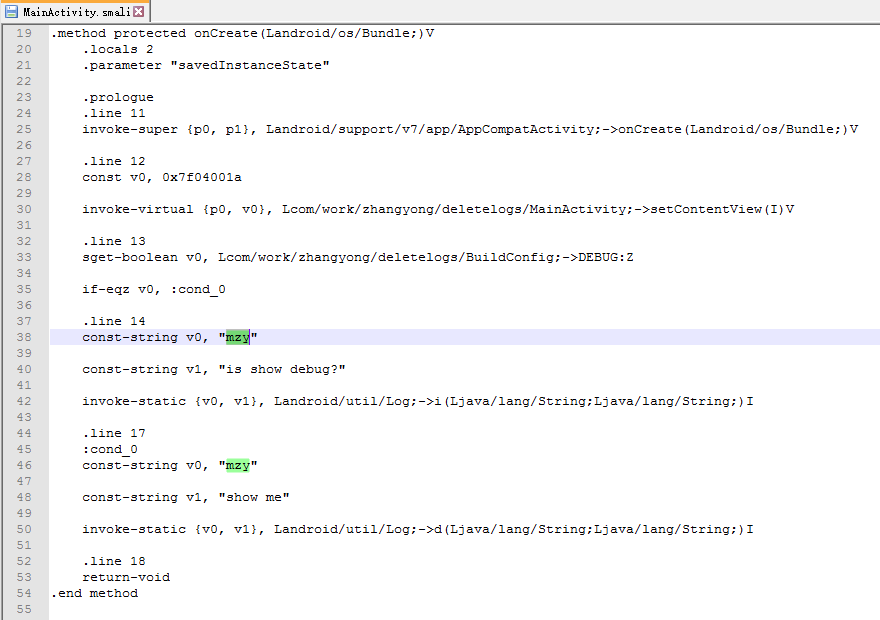 MainActivity.smali
19 .method protected onCreate(Landroid/os/Bundle;)V
20 .locals 2
21 .parameter "savedInstanceState"
22
23 .prologue
24 .line 11
25 invoke-super {p0, p1}, Landroid/support/v7/app/AppCompatActivity;->onCreate(Landroid/os/Bundle;)V
26
27 .line 12
28 const v0, 0x7f04001a
29
30 invoke-virtual {p0, v0}, Lcom/work/zhangyong/deletelogs/MainActivity;->setContentView(I)V
31
32 .line 13
33 sget-boolean v0, Lcom/work/zhangyong/deletelogs/BuildConfig;->DEBUG:Z
34
35 if-eqz v0, :cond_0
36
37 .line 14
38 const-string v0, "mzy"
39
40 const-string v1, "is show debug?"
41
42 invoke-static {v0, v1}, Landroid/util/Log;->i(Ljava/lang/String;Ljava/lang/String;)I
43
44 .line 17
45 :cond_0
46 const-string v0, "mzy"
47
48 const-string v1, "show me"
49
50 invoke-static {v0, v1}, Landroid/util/Log;->d(Ljava/lang/String;Ljava/lang/String;)I
51
52 .line 18
53 return-void
54 .end method
55